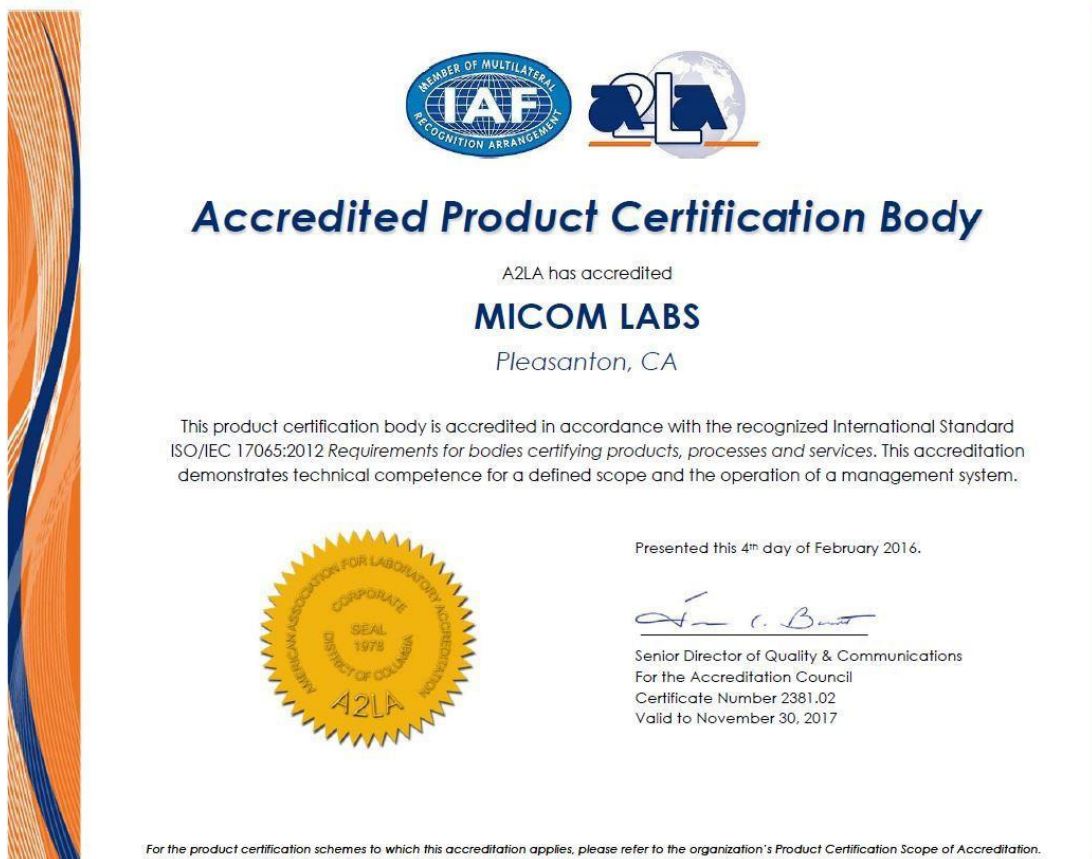 MEMBER OF MULTILATERAL
IAF
RECOGNITION ARRANGEMENT
a2La
Accredited Product Certification Body
A2LA has accredited
MICOM LABS
Pleasanton, CA
This product certification body is accredited in accordance with the recognized International Standard
ISO/IEC 17065:2012 Requirements for bodies certifying products, processes and services. This accreditation
demonstrates technical competence for a defined scope and the operation of a management system.
AMERICAN ASSOCIATION FOR LABORATORY ACCREDITATION
CORPORATE
SEAL
1978
DISTRICT OF COLUMBIA
A2LA
Presented this 4th day of February 2016.
Senior Director of Quality & Communications
For the Accreditation Council
Certificate Number 2381.02
Valid to November 30, 2017
For the product certification schemes to which this accreditation applies, please refer to the organization's Product Certification Scope of Accreditation.